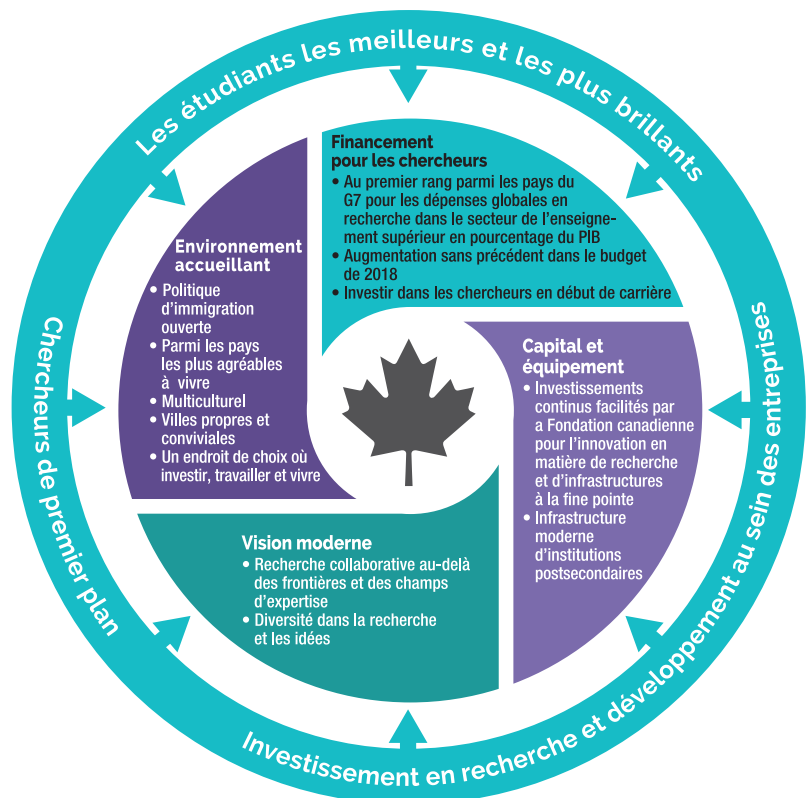 Les étudiants les meilleurs et les plus brillants
Financement
pour les chercheurs
• Au premier rang parmi les pays du
G7 pour les dépenses globales en
recherche dans le secteur de l'enseigne-
ment supérieur en pourcentage du PIB
• Augmentation sans précédent dans le budget
de 2018
• Investir dans les chercheurs en début de carrière
Environnement
accueillant
• Politique
d'immigration
ouverte
• Parmi les pays
les plus agréables
à vivre
• Multiculturel
• Villes propres et
conviviales
• Un endroit de choix où
investir, travailler et vivre
Capital et
équipement
• Investissements
continus facilités par
a Fondation canadienne
pour l'innovation en
matière de recherche
et d'infrastructures
à la fine pointe
• Infrastructure
moderne
d'institutions
postsecondaires
Vision moderne
• Recherche collaborative au-delà
des frontières et des champs
d'expertise
• Diversité dans la recherche
et les idées
Chercheurs de premier plan
Investissement en recherche et développement au sein des entreprises